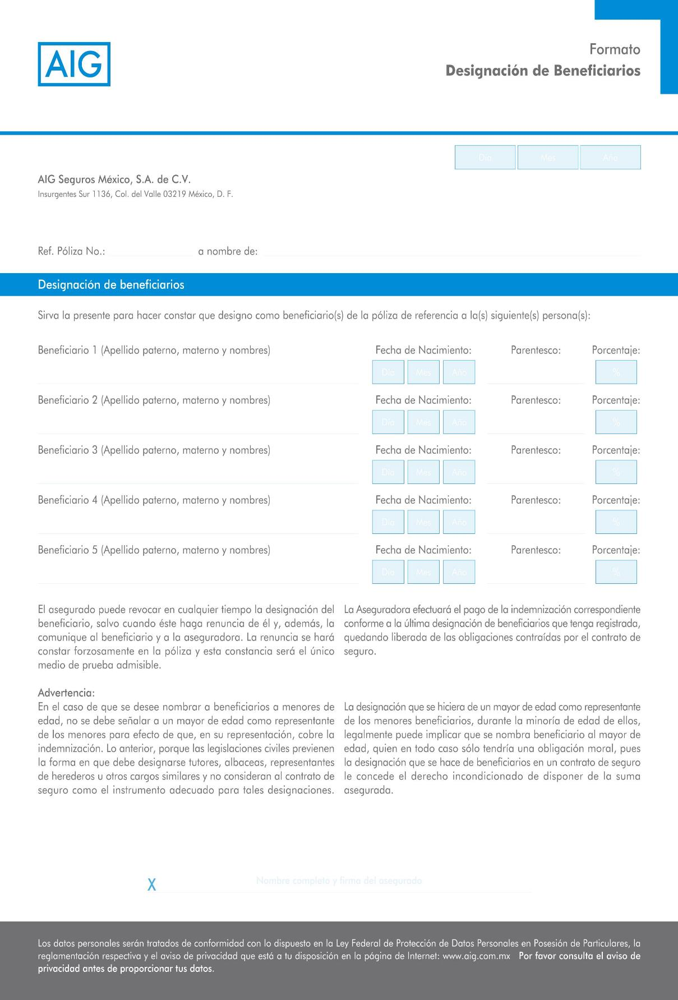 AIG
Formato
Designación de Beneficiarios
Día Mes Año
AIG Seguros México, S.A. de C.V.
Insurgentes Sur 1136, Col. del Valle 03219 México, D. F.
Ref. Póliza No.: a nombre de:
Designación de beneficiarios
Sirva la presente para hacer constar que designo como beneficiario(s) de la póliza de referencia a la(s) siguiente(s) persona(s):
Beneficiario 1 (Apellido paterno, materno y nombres) Fecha de Nacimiento: Parentesco: Porcentaje:
Día Mes Año %
Beneficiario 2 (Apellido paterno, materno y nombres) Fecha de Nacimiento: Parentesco: Porcentaje:
Día Mes Año %
Beneficiario 3 (Apellido paterno, materno y nombres) Fecha de Nacimiento: Parentesco: Porcentaje:
Día Mes Año %
Beneficiario 4 (Apellido paterno, materno y nombres) Fecha de Nacimiento: Parentesco: Porcentaje:
Día Mes Año %
Beneficiario 5 (Apellido paterno, materno y nombres) Fecha de Nacimiento: Parentesco: Porcentaje:
Día Mes Año %
El asegurado puede revocar en cualquier tiempo la designación del
beneficiario, salvo cuando éste haga renuncia de él y, además, la
comunique al beneficiario y a la aseguradora. La renuncia se hará
constar forzosamente en la póliza y esta constancia será el único
medio de prueba admisible.
La Aseguradora efectuará el pago de la indemnización correspondiente
conforme a la última designación de beneficiarios que tenga registrada,
quedando liberada de las obligaciones contraídas por el contrato de
seguro.
Advertencia:
En el caso de que se desee nombrar a beneficiarios a menores de
edad, no se debe señalar a un mayor de edad como representante
de los menores para efecto de que, en su representación, cobre la
indemnización. Lo anterior, porque las legislaciones civiles previenen
la forma en que debe designarse tutores, albaceas, representantes
de herederos u otros cargos similares y no consideran al contrato de
seguro como el instrumento adecuado para tales designaciones.
La designación que se hiciera de un mayor de edad como representante
de los menores beneficiarios, durante la minoría de edad de ellos,
legalmente puede implicar que se nombra beneficiario al mayor de
edad, quien en todo caso sólo tendría una obligación moral, pues
la designación que se hace de beneficiarios en un contrato de seguro
le concede el derecho incondicionado de disponer de la suma
asegurada.
X Nombre completo y firma del asegurado
Los datos personales serán tratados de conformidad con lo dispuesto en la Ley Federal de Protección de Datos Personales en Posesión de Particulares, la
reglamentación respectiva y el aviso de privacidad que está a tu disposición en la página de Internet: www.aig.com.mx Por favor consulta el aviso de
privacidad antes de proporcionar tus datos.